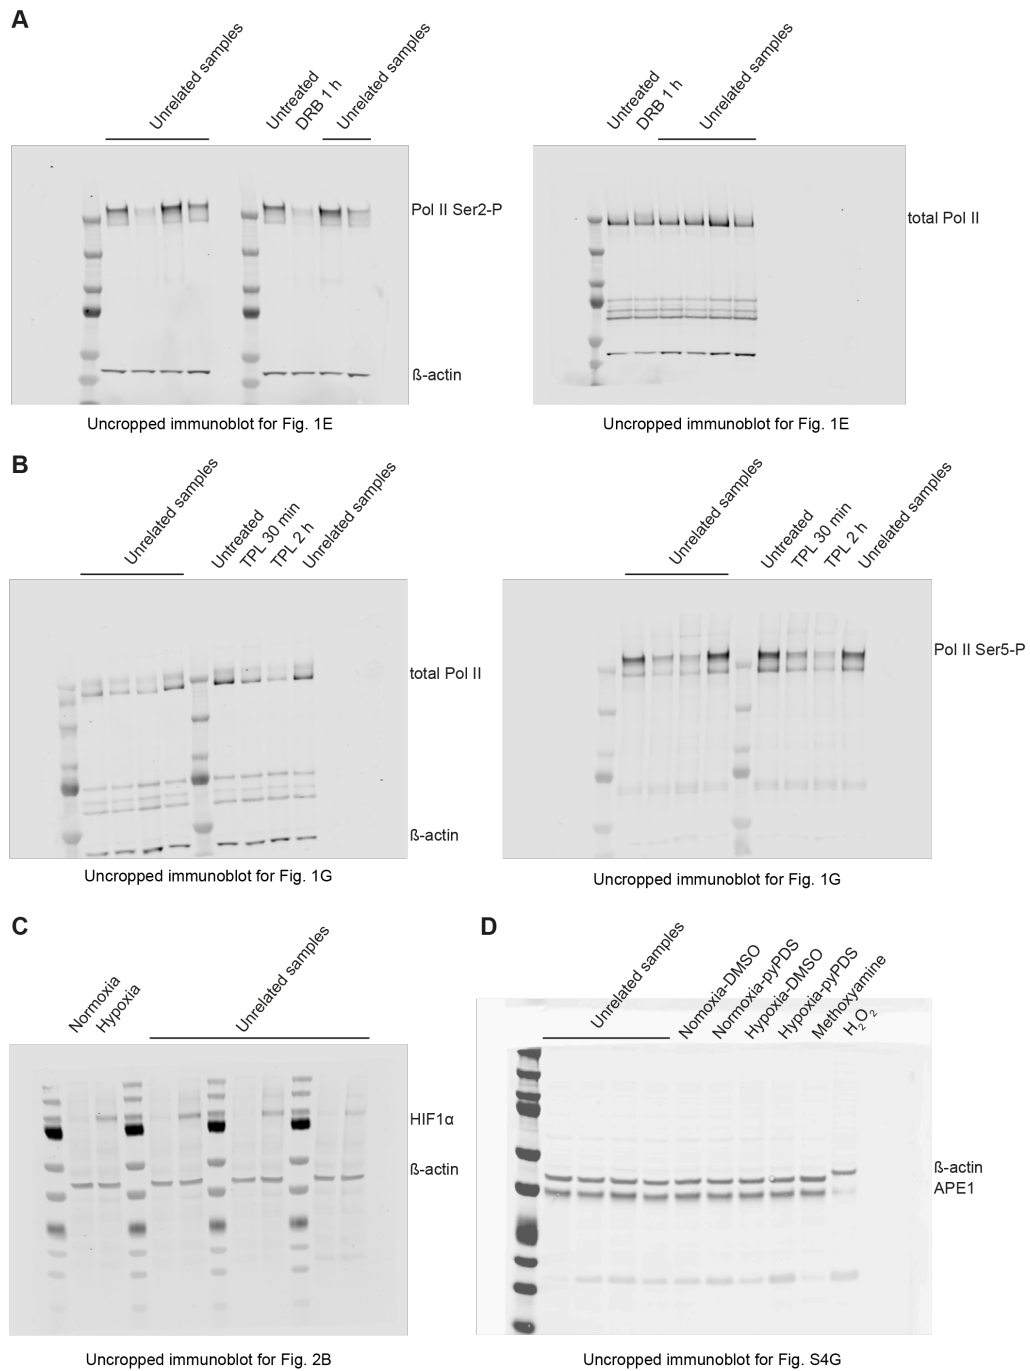 A
Unrelated samples
Untreated
DRB 1 h
Unrelated samples
Untreated
DRB 1 h
Unrelated samples
Pol II Ser2-P
ß-actin
total Pol II
Uncropped immunoblot for Fig. 1E
Uncropped immunoblot for Fig. 1E
B
Unrelated samples
Untreated
TPL 30 min
TPL 2 h
Unrelated samples
Unrelated samples
Untreated
TPL 30 min
TPL 2 h
Unrelated samples
total Pol II
ß-actin
Pol II Ser5-P
Uncropped immunoblot for Fig. 1G
Uncropped immunoblot for Fig. 1G
C
Normoxia
Hypoxia
Unrelated samples
HIF1α
ß-actin
Uncropped immunoblot for Fig. 2B
D
Unrelated samples
Nomoxia-DMSO
Normoxia-pyPDS
Hypoxia-DMSO
Hypoxia-pyPDS
Methoxyamine
H₂O₂
ß-actin
APE1
Uncropped immunoblot for Fig. S4G